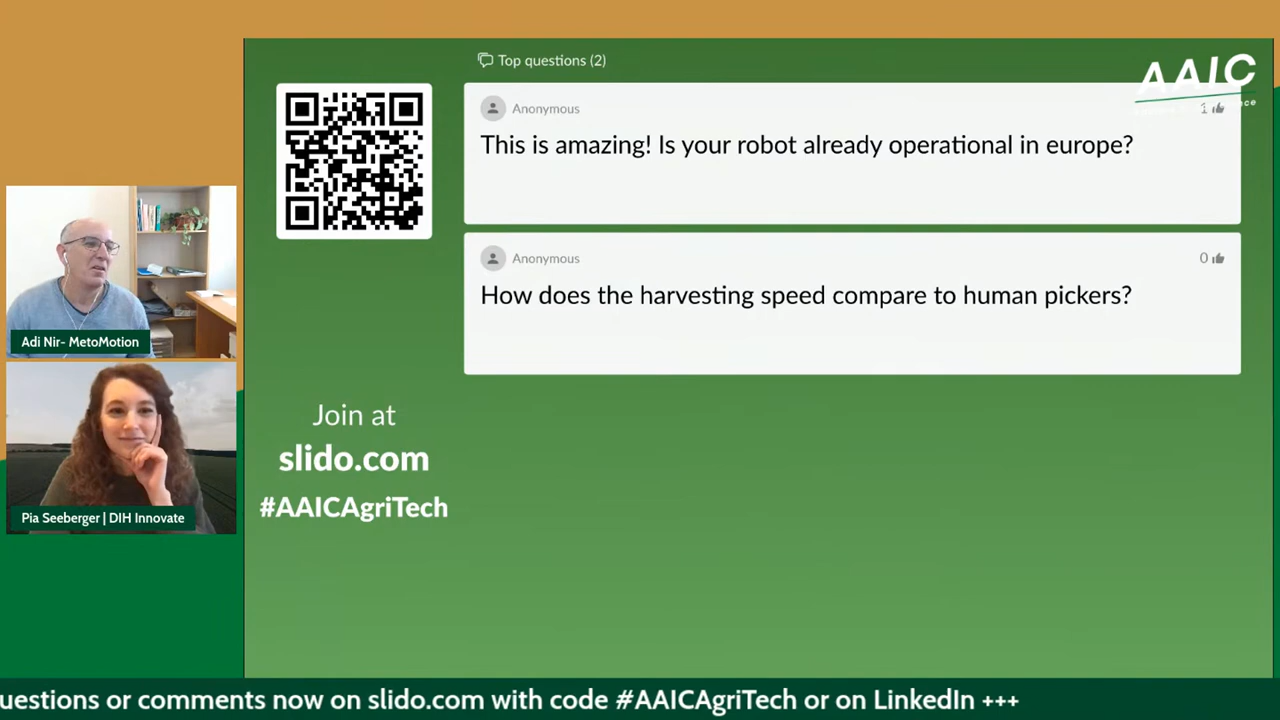 Top questions (2)
AAIC
Anonymous
1
This is amazing! Is your robot already operational in europe?
Anonymous
0
How does the harvesting speed compare to human pickers?
Adi Nir- MetoMotion
Join at
slido.com
#AAICAgriTech
Pia Seeberger | DIH Innovate
uestions or comments now on slido.com with code #AAICAgriTech or on LinkedIn +++